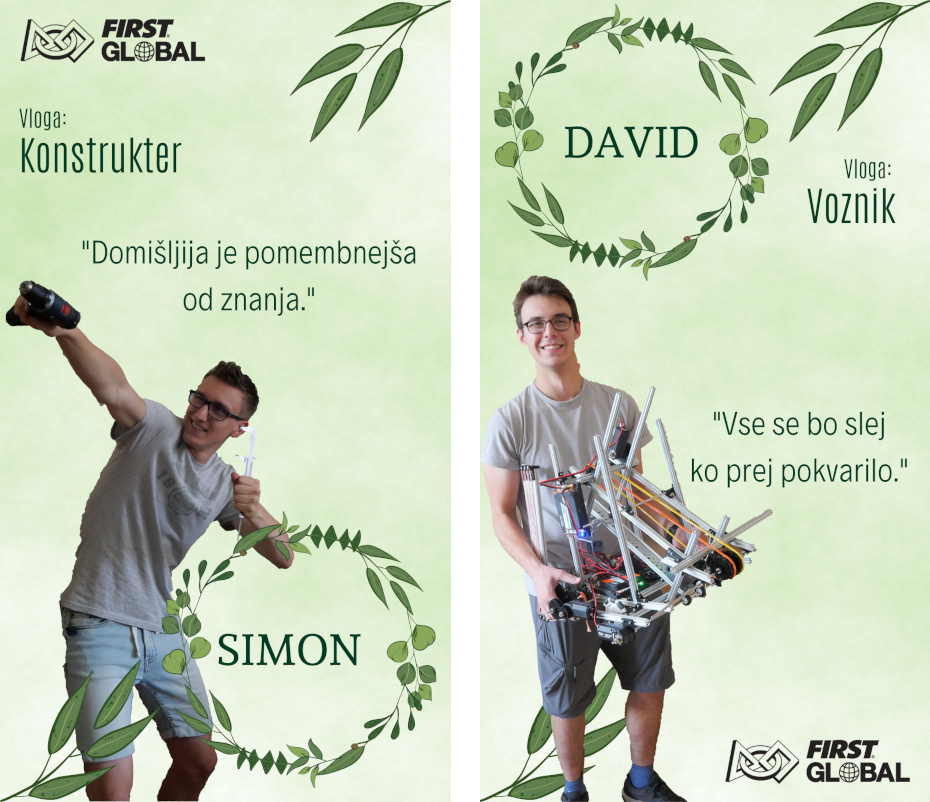 FIRST
GLOBAL
Vloga:
Konstrukter
"Domišljija je pomembnejša
od znanja."
SIMON
DAVID
Vloga:
Voznik
"Vse se bo slej
ko prej pokvarilo."
FIRST
GLOBAL